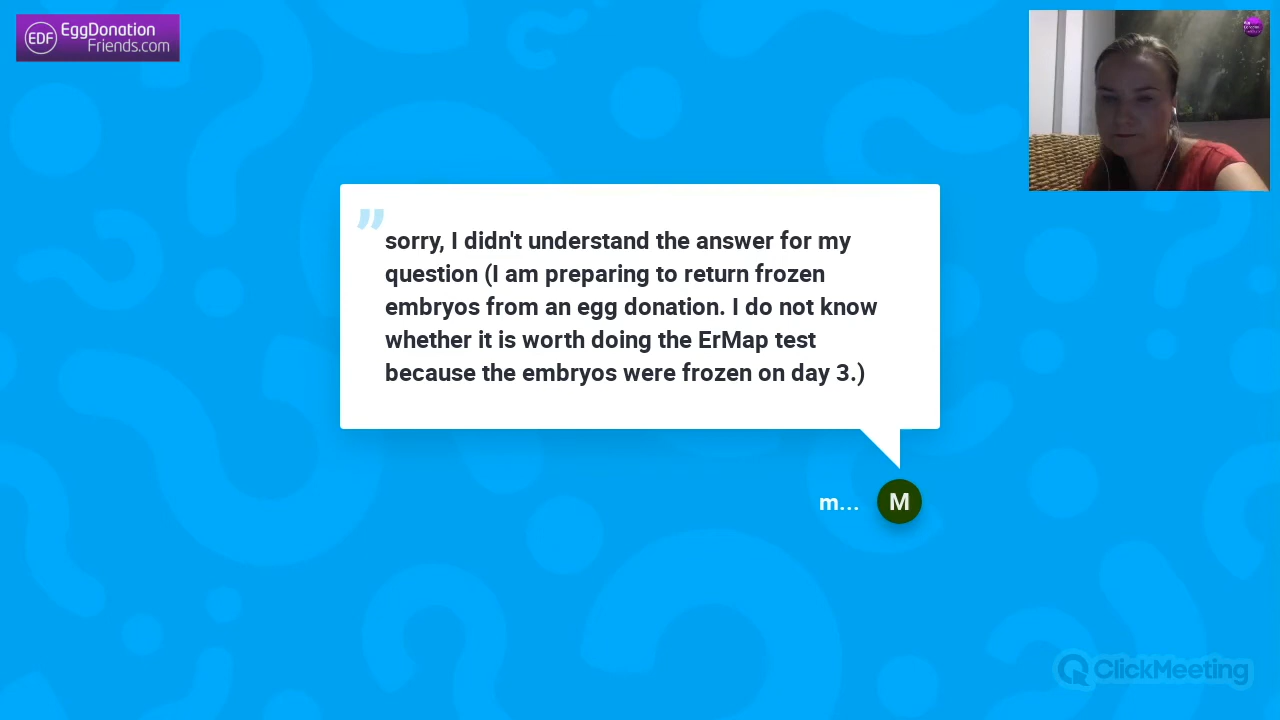 EDF
EggDonation
Friends.com
sorry, I didn't understand the answer for my
question (I am preparing to return frozen
embryos from an egg donation. I do not know
whether it is worth doing the ErMap test
because the embryos were frozen on day 3.)
m...
M
ClickMeeting